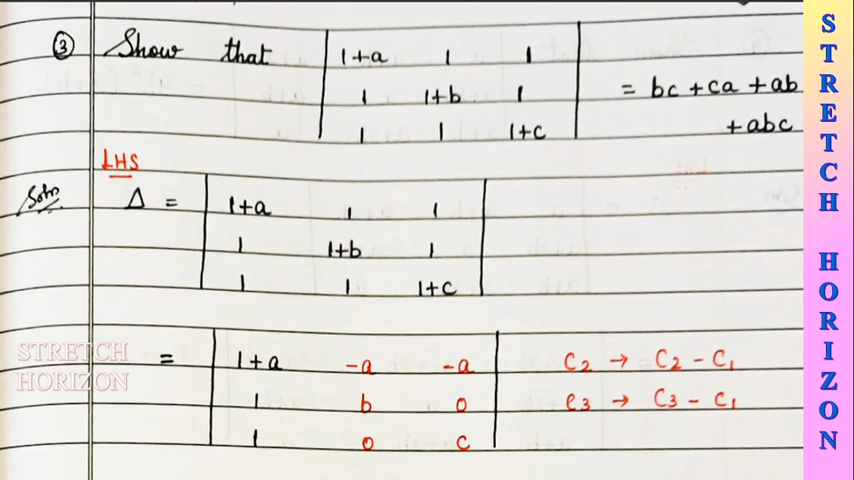 ③ Show that | 1+a 1 1 |
| 1 1+b 1 | = bc + ca + ab
| 1 1 1+c | + abc
LHS
Soln Δ = | 1+a 1 1 |
| 1 1+b 1 |
| 1 1 1+c |
= | 1+a -a -a | C2 → C2 - C1
| 1 b 0 | C3 → C3 - C1
| 1 0 c |
STRETCH
HORIZON
STRETCH HORIZON